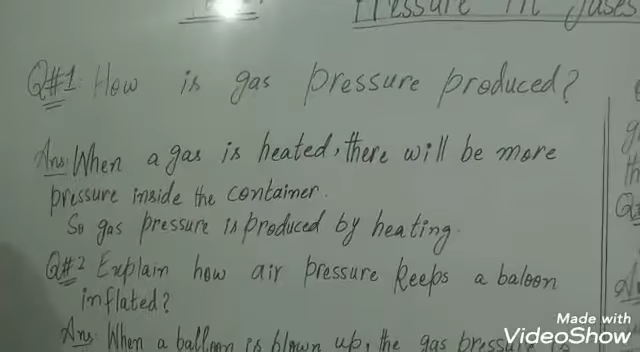 Pressure in gases
Q#1: How is gas pressure produced?
Ans: When a gas is heated, there will be more
pressure inside the container.
So gas pressure is produced by heating.
Q#2 Explain how air pressure keeps a baloon
inflated?
Ans: When a balloon is blown up, the gas pressure
Made with
VideoShow